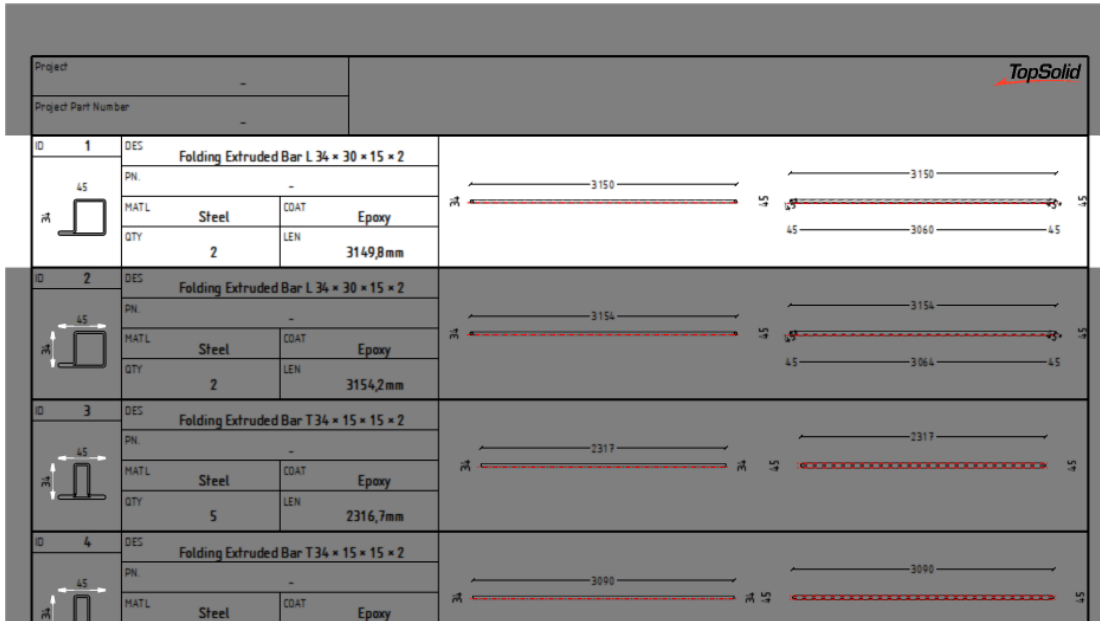 Project
-
TopSolid
Project Part Number
-
ID 1 DES
Folding Extruded Bar L 34 × 30 × 15 × 2
PN.
-
45
34
MATL Steel COAT Epoxy
QTY 2 LEN 3149,8mm
34 3150 45
3150
45° 45° 45
45 3060 45
ID 2 DES
Folding Extruded Bar L 34 × 30 × 15 × 2
PN.
-
45
34
MATL Steel COAT Epoxy
QTY 2 LEN 3154,2mm
34 3154 45
3154
45° 45° 45
45 3064 45
ID 3 DES
Folding Extruded Bar T 34 × 15 × 15 × 2
PN.
-
45
34
MATL Steel COAT Epoxy
QTY 5 LEN 2316,7mm
34 2317 34
45 2317 45
ID 4 DES
Folding Extruded Bar T 34 × 15 × 15 × 2
PN.
-
45
34
MATL Steel COAT Epoxy
34 3090 34
45 3090 45